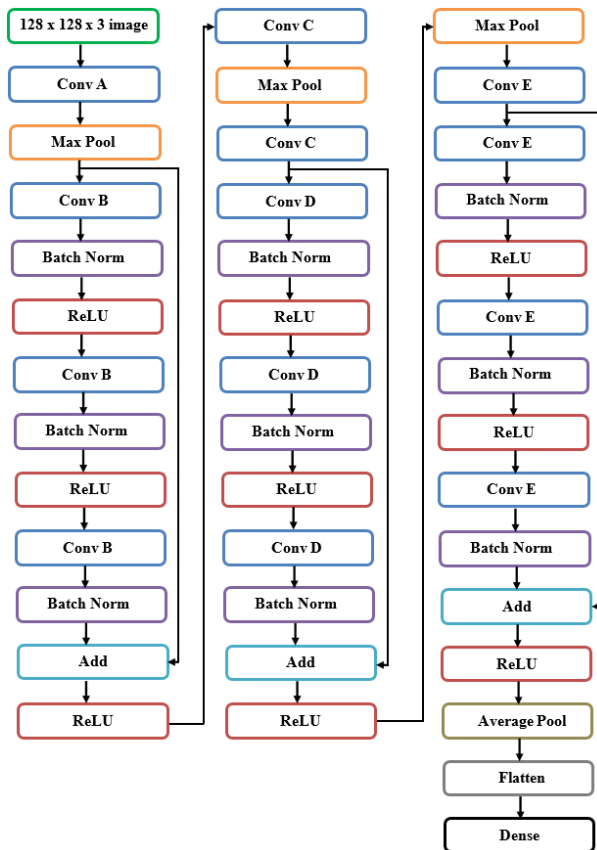 128 x 128 x 3 image
Conv A
Max Pool
Conv B
Batch Norm
ReLU
Conv B
Batch Norm
ReLU
Conv B
Batch Norm
Add
ReLU
Conv C
Max Pool
Conv C
Conv D
Batch Norm
ReLU
Conv D
Batch Norm
ReLU
Conv D
Batch Norm
Add
ReLU
Max Pool
Conv E
Conv E
Batch Norm
ReLU
Conv E
Batch Norm
ReLU
Conv E
Batch Norm
Add
ReLU
Average Pool
Flatten
Dense